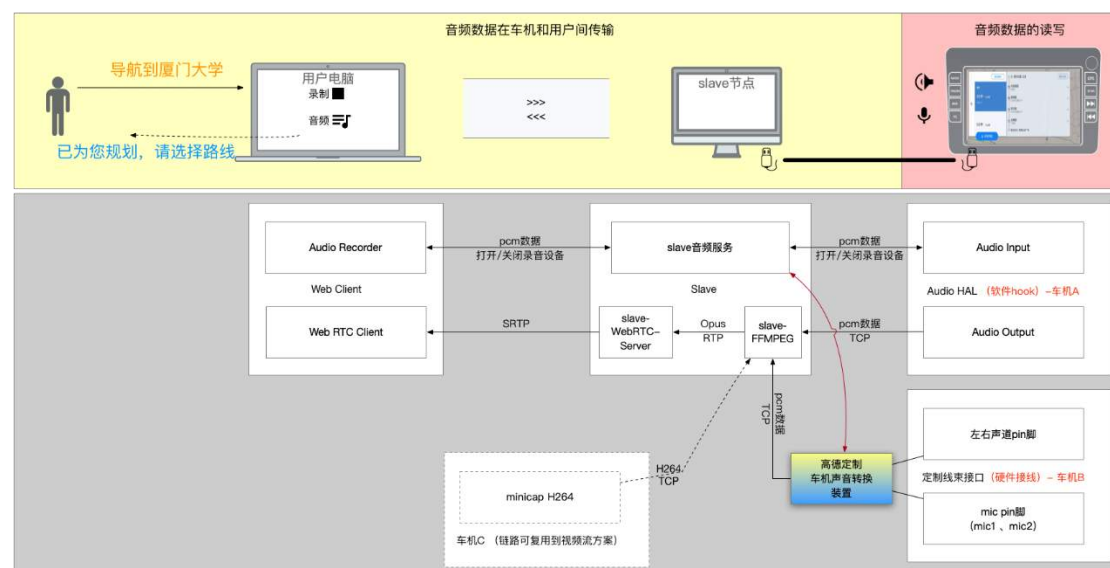 音频数据在车机和用户间传输
音频数据的读写
导航到厦门大学
用户电脑
录制
音频
已为您规划，请选择路线
>>>
<<<
slave节点
Audio Recorder
pcm数据
打开/关闭录音设备
slave音频服务
pcm数据
打开/关闭录音设备
Audio Input
Web Client
Slave
Audio HAL （软件hook）-车机A
Web RTC Client
SRTP
slave-
WebRTC-
Server
Opus
RTP
slave-
FFMPEG
pcm数据
TCP
Audio Output
pcm数据
TCP
左右声道pin脚
高德定制
车机声音转换
装置
定制线束接口（硬件接线）- 车机B
mic pin脚
（mic1 、mic2）
H264
TCP
minicap H264
车机C （链路可复用到视频流方案）